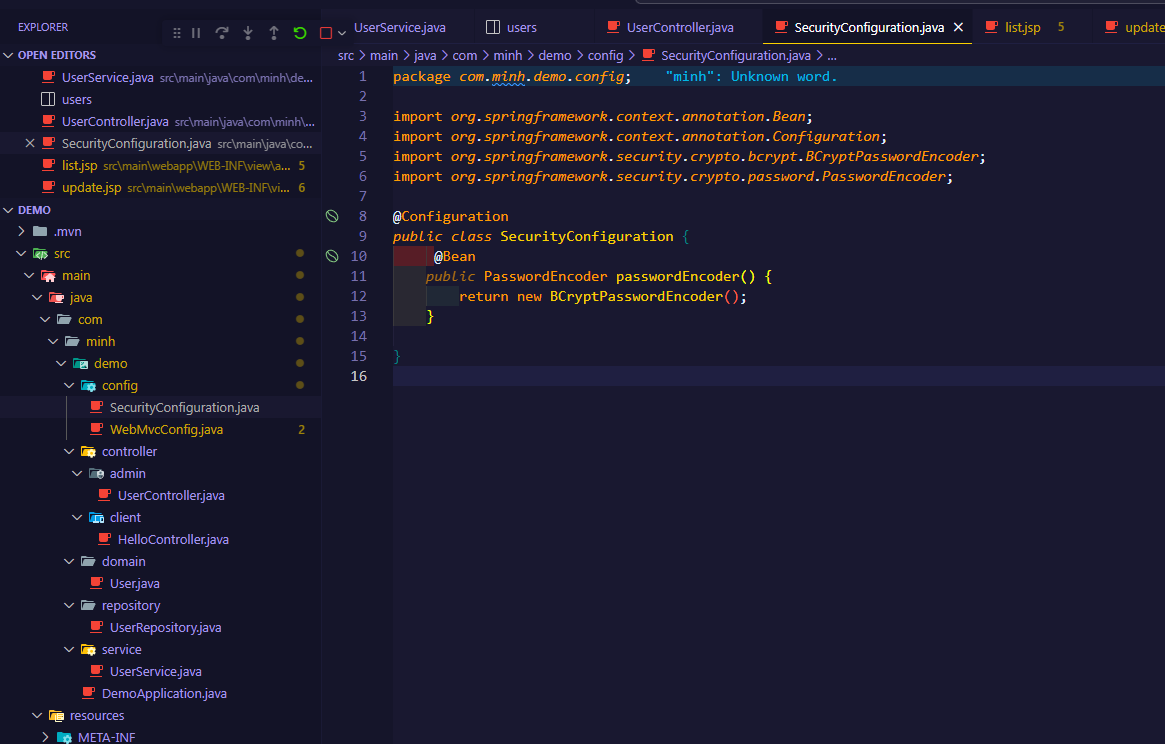 EXPLORER
OPEN EDITORS
UserService.java src\main\java\com\minh\de...
users
UserController.java src\main\java\com\minh\...
SecurityConfiguration.java src\main\java\co...
list.jsp src\main\webapp\WEB-INF\view\a... 5
update.jsp src\main\webapp\WEB-INF\vi... 6
DEMO
.mvn
src
main
java
com
minh
demo
config
SecurityConfiguration.java
WebMvcConfig.java 2
controller
admin
UserController.java
client
HelloController.java
domain
User.java
repository
UserRepository.java
service
UserService.java
DemoApplication.java
resources
META-INF
UserService.java users UserController.java SecurityConfiguration.java list.jsp 5 update
src > main > java > com > minh > demo > config > SecurityConfiguration.java > ...
1 package com.minh.demo.config; "minh": Unknown word.
2
3 import org.springframework.context.annotation.Bean;
4 import org.springframework.context.annotation.Configuration;
5 import org.springframework.security.crypto.bcrypt.BCryptPasswordEncoder;
6 import org.springframework.security.crypto.password.PasswordEncoder;
7
8 @Configuration
9 public class SecurityConfiguration {
10 @Bean
11 public PasswordEncoder passwordEncoder() {
12 return new BCryptPasswordEncoder();
13 }
14
15 }
16